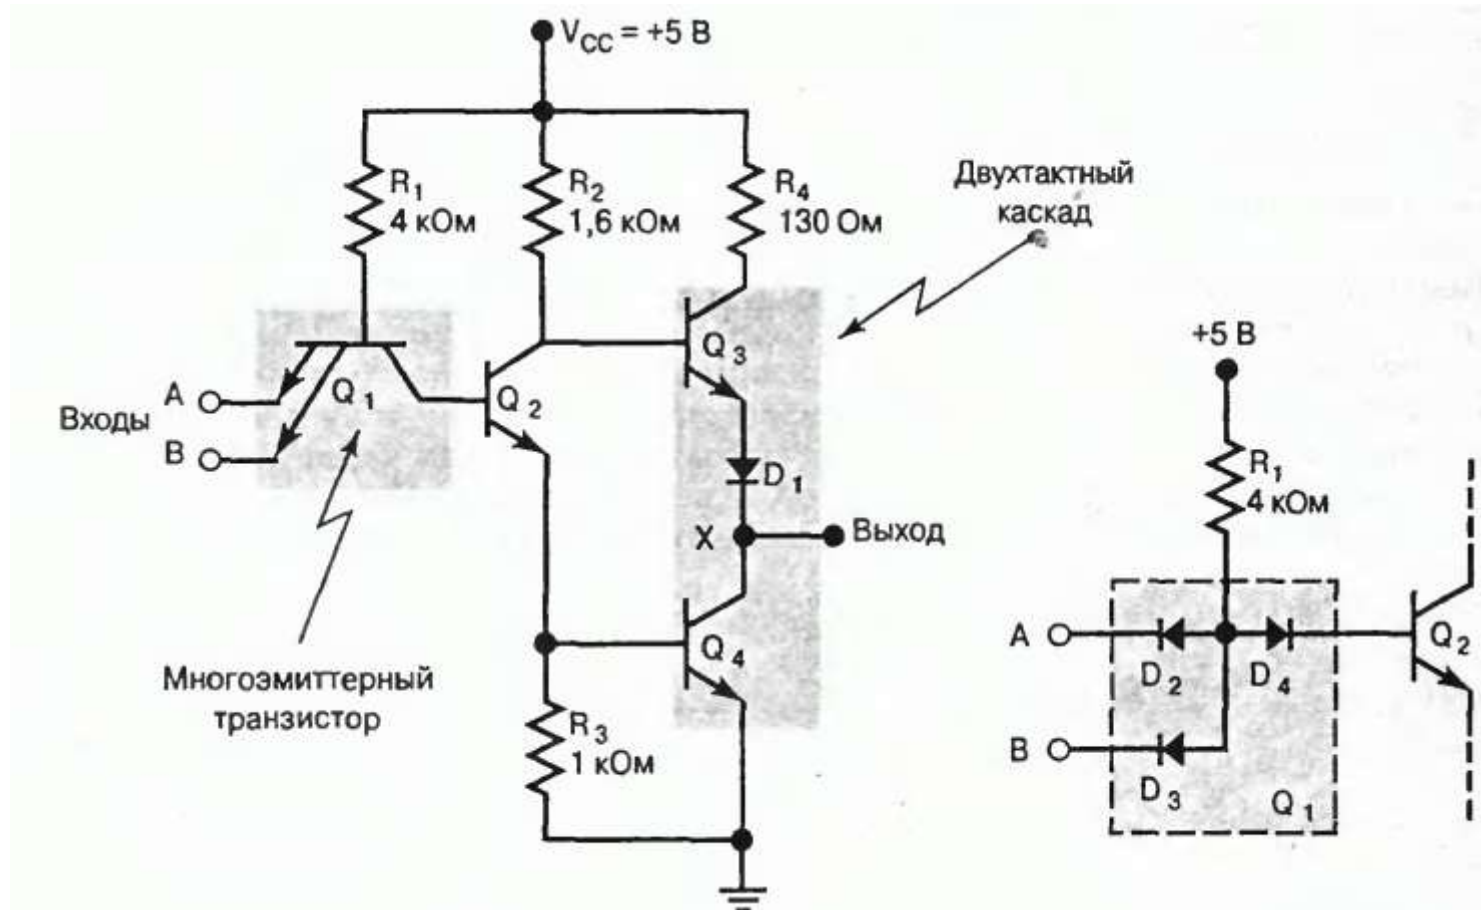 V_CC = +5 В
R1
4 кОм
R2
1,6 кОм
R4
130 Ом
Двухтактный
каскад
Входы
A
B
Q1
Q2
Q3
D1
X
Выход
Q4
R3
1 кОм
Многоэмиттерный
транзистор
+5 В
R1
4 кОм
A
B
D2
D4
D3
Q1
Q2